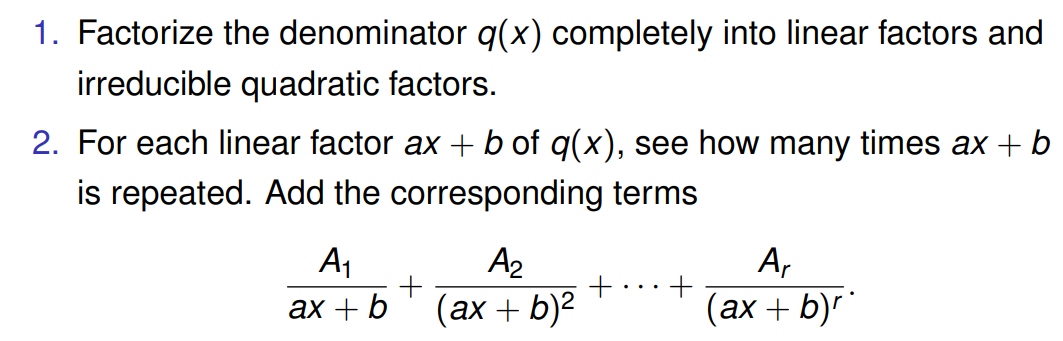 1. Factorize the denominator q(x) completely into linear factors and
irreducible quadratic factors.
2. For each linear factor ax + b of q(x), see how many times ax + b
is repeated. Add the corresponding terms
A₁/(ax + b) + A₂/(ax + b)² + ⋯ + Aᵣ/(ax + b)ʳ.